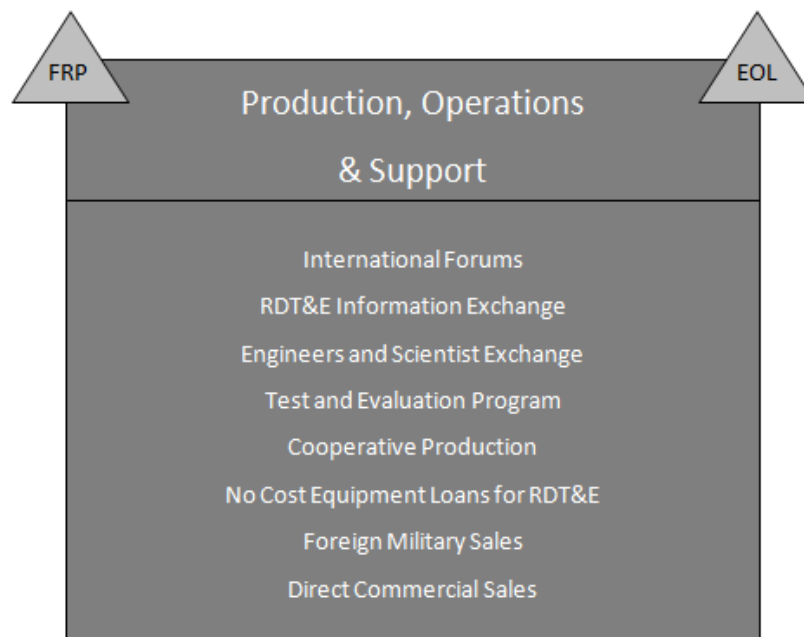 FRP
EOL
Production, Operations
& Support
International Forums
RDT&E Information Exchange
Engineers and Scientist Exchange
Test and Evaluation Program
Cooperative Production
No Cost Equipment Loans for RDT&E
Foreign Military Sales
Direct Commercial Sales